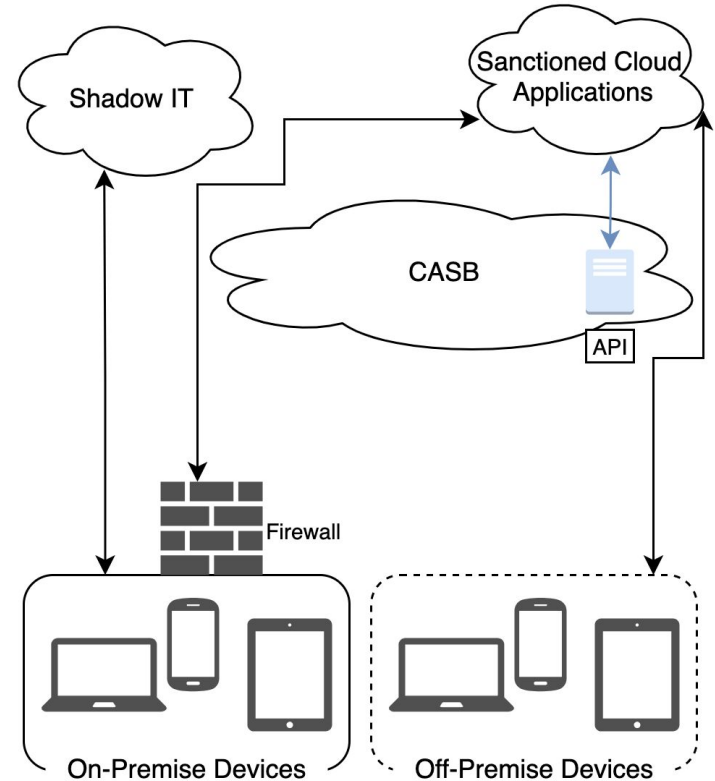 Shadow IT
Sanctioned Cloud
Applications
CASB
API
Firewall
On-Premise Devices
Off-Premise Devices